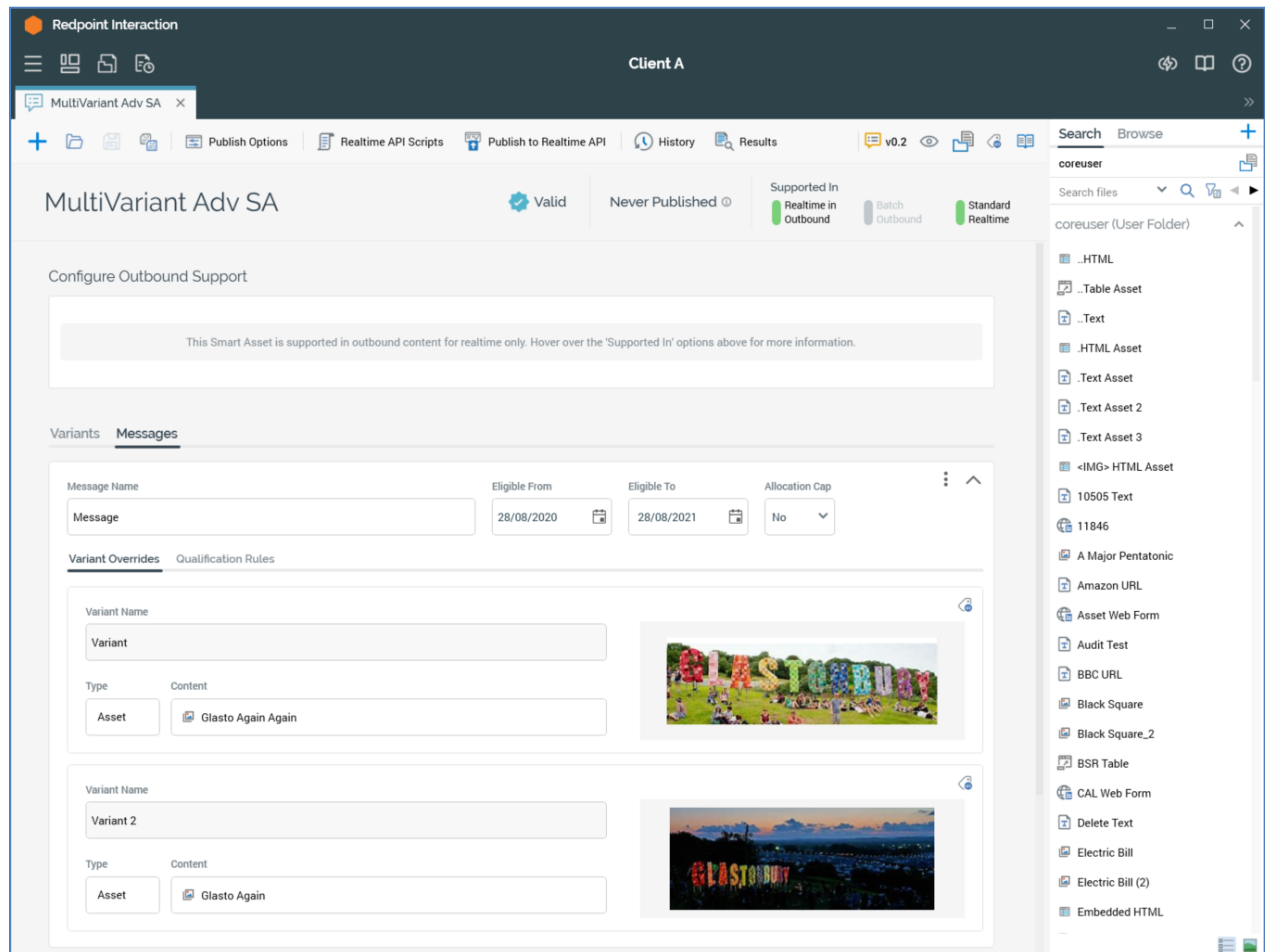 Redpoint Interaction
Client A
MultiVariant Adv SA
Publish Options Realtime API Scripts Publish to Realtime API History Results v0.2
Search Browse
coreuser
Search files
MultiVariant Adv SA
Valid
Never Published
Supported In
Realtime in Outbound
Batch Outbound
Standard Realtime
coreuser (User Folder)
..HTML
..Table Asset
..Text
.HTML Asset
.Text Asset
.Text Asset 2
.Text Asset 3
<IMG> HTML Asset
10505 Text
11846
A Major Pentatonic
Amazon URL
Asset Web Form
Audit Test
BBC URL
Black Square
Black Square_2
BSR Table
CAL Web Form
Delete Text
Electric Bill
Electric Bill (2)
Embedded HTML
Configure Outbound Support
This Smart Asset is supported in outbound content for realtime only. Hover over the 'Supported In' options above for more information.
Variants Messages
Message Name Eligible From Eligible To Allocation Cap
Message 28/08/2020 28/08/2021 No
Variant Overrides Qualification Rules
Variant Name
Variant
Type Content
Asset Glasto Again Again
GLASTONBURY
Variant Name
Variant 2
Type Content
Asset Glasto Again
GLASTONBURY